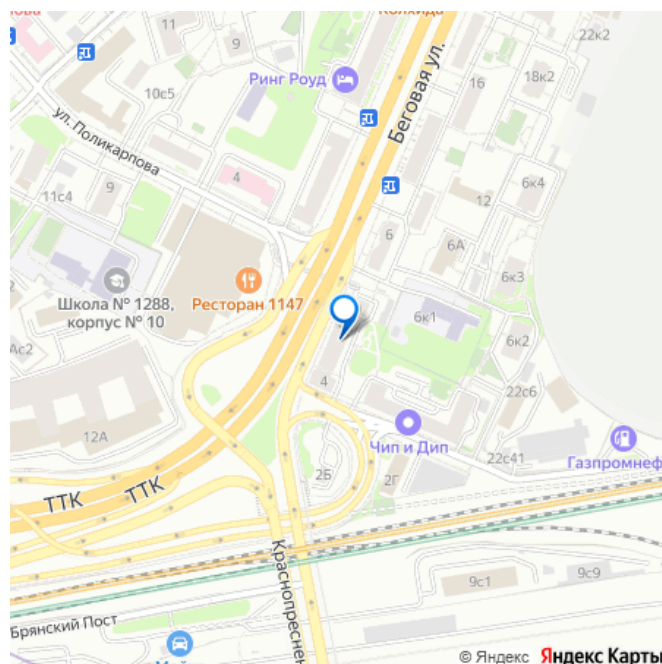 Колхида
22к2
11
9
18к2
16
Ринг Роуд
10с5
Беговая ул.
ул. Поликарпова
4
9
11с4
12
6к4
6
6А
6к3
Школа № 1288,
корпус № 10
Ресторан 1147
6к1
6к2
Ас2
4
22с6
12А
Чип и Дип
22с41
Газпромнеф
2Б
2Г
ТТК
ТТК
Краснопреснен
9с1
9с9
Брянский Пост
© Яндекс Яндекс Карты